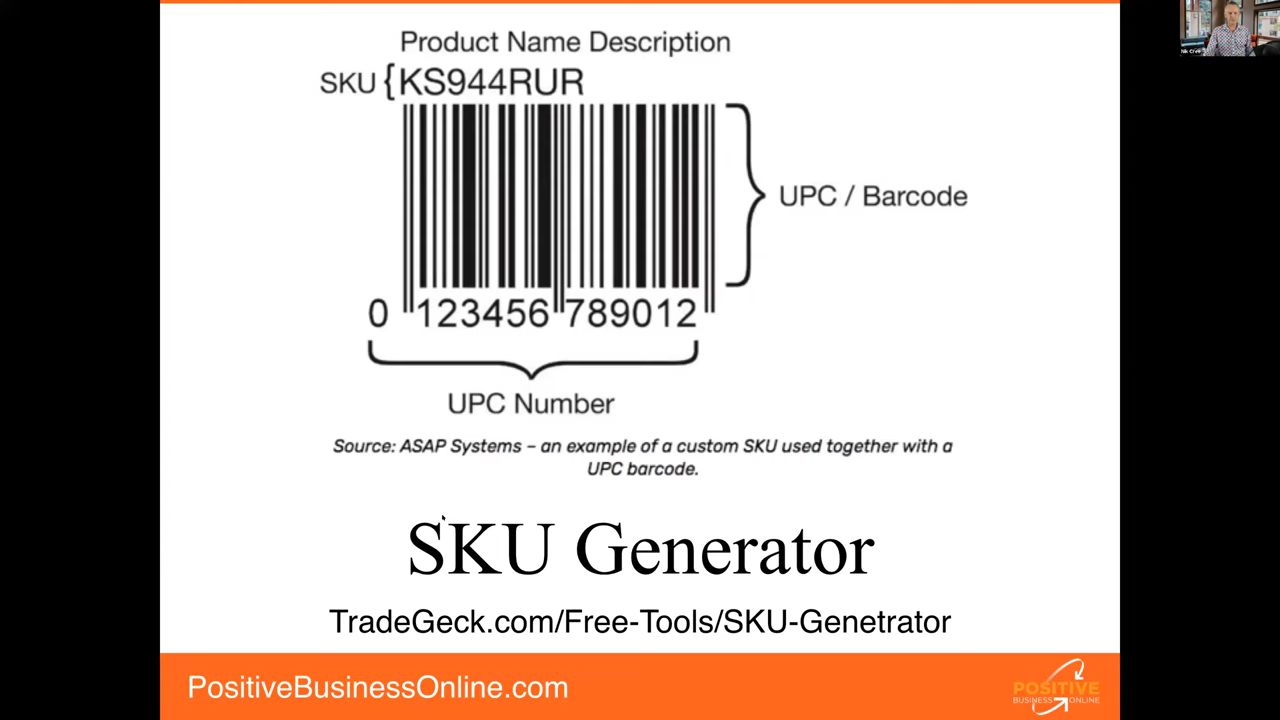 Product Name Description
SKU {KS944RUR
UPC / Barcode
0 123456 789012
UPC Number
Source: ASAP Systems – an example of a custom SKU used together with a
UPC barcode.
SKU Generator
TradeGeck.com/Free-Tools/SKU-Genetrator
PositiveBusinessOnline.com
POSITIVE
BUSINESS ONLINE